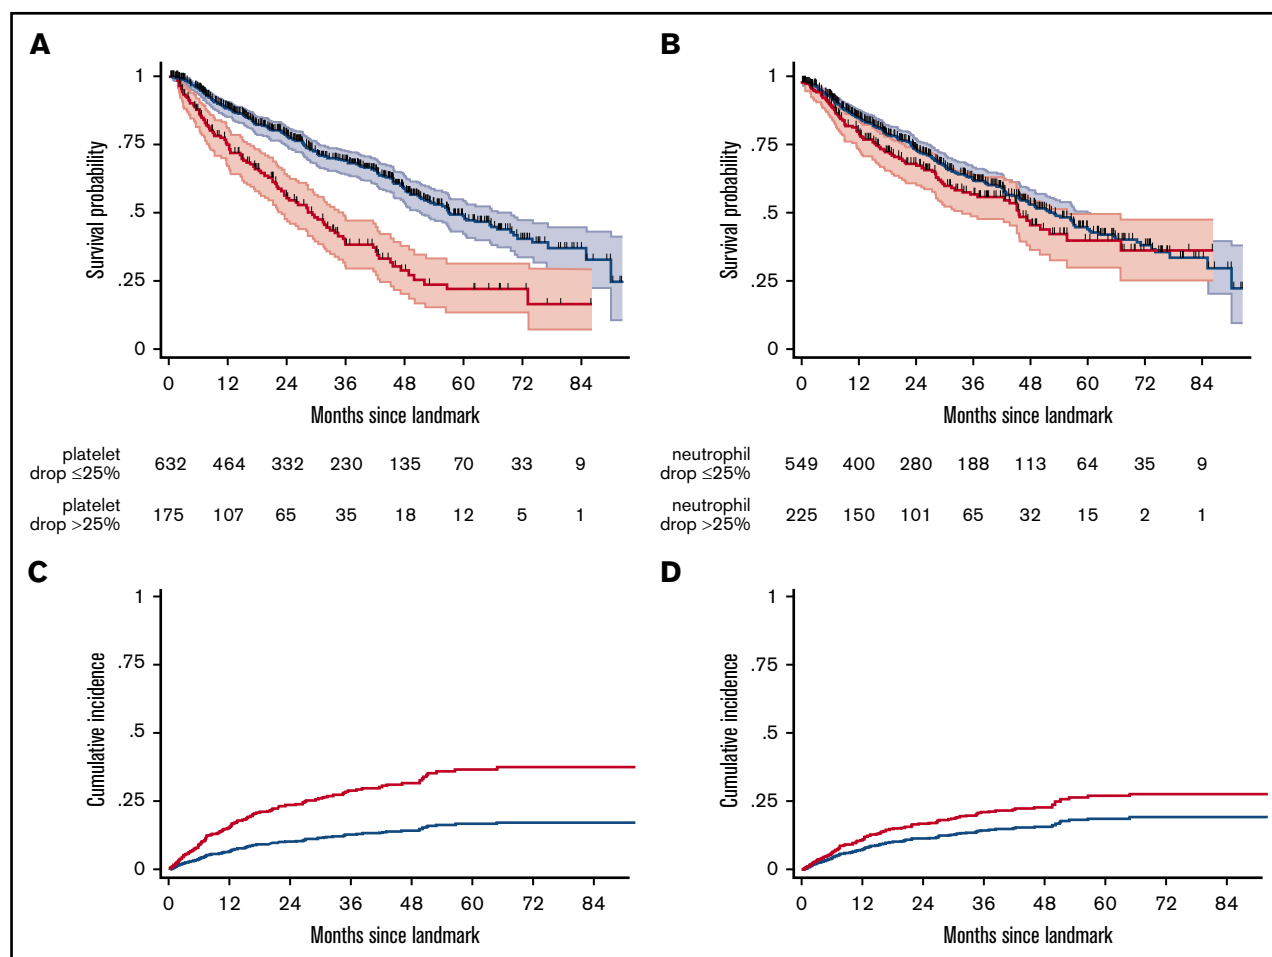 A
1
.75
.5
.25
0
Survival probability
0 12 24 36 48 60 72 84
Months since landmark
platelet
drop ≤25% 632 464 332 230 135 70 33 9
platelet
drop >25% 175 107 65 35 18 12 5 1
B
1
.75
.5
.25
0
Survival probability
0 12 24 36 48 60 72 84
Months since landmark
neutrophil
drop ≤25% 549 400 280 188 113 64 35 9
neutrophil
drop >25% 225 150 101 65 32 15 2 1
C
1
.75
.5
.25
0
Cumulative incidence
0 12 24 36 48 60 72 84
Months since landmark
D
1
.75
.5
.25
0
Cumulative incidence
0 12 24 36 48 60 72 84
Months since landmark